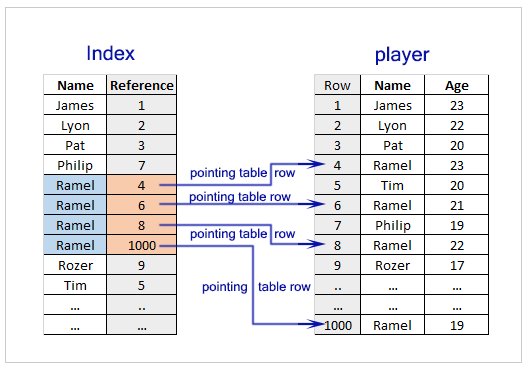 Index
Name Reference
James 1
Lyon 2
Pat 3
Philip 7
Ramel 4
Ramel 6
Ramel 8
Ramel 1000
Rozer 9
Tim 5
... ..
... ...
pointing table row
pointing table row
pointing table row
pointing table row
player
Row Name Age
1 James 23
2 Lyon 22
3 Pat 20
4 Ramel 23
5 Tim 20
6 Ramel 21
7 Philip 19
8 Ramel 22
9 Rozer 17
.. ... ...
... ... ...
1000 Ramel 19